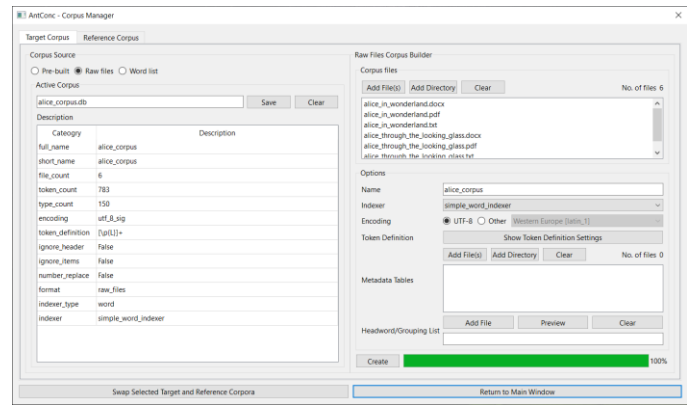 AntConc - Corpus Manager
Target Corpus Reference Corpus
Corpus Source
Pre-built Raw files Word list
Active Corpus
alice_corpus.db Save Clear
Description
Cateogry Description
full_name alice_corpus
short_name alice_corpus
file_count 6
token_count 783
type_count 150
encoding utf_8_sig
token_definition [\p{L}]+
ignore_header False
ignore_items False
number_replace False
format raw_files
indexer_type word
indexer simple_word_indexer
Swap Selected Target and Reference Corpora
Raw Files Corpus Builder
Corpus files
Add File(s) Add Directory Clear No. of files 6
alice_in_wonderland.docx
alice_in_wonderland.pdf
alice_in_wonderland.txt
alice_through_the_looking_glass.docx
alice_through_the_looking_glass.pdf
alice_through_the_looking_glass.txt
Options
Name alice_corpus
Indexer simple_word_indexer
Encoding UTF-8 Other Western Europe [latin_1]
Token Definition Show Token Definition Settings
Add File(s) Add Directory Clear No. of files 0
Metadata Tables
Add File Preview Clear
Headword/Grouping List
Create 100%
Return to Main Window